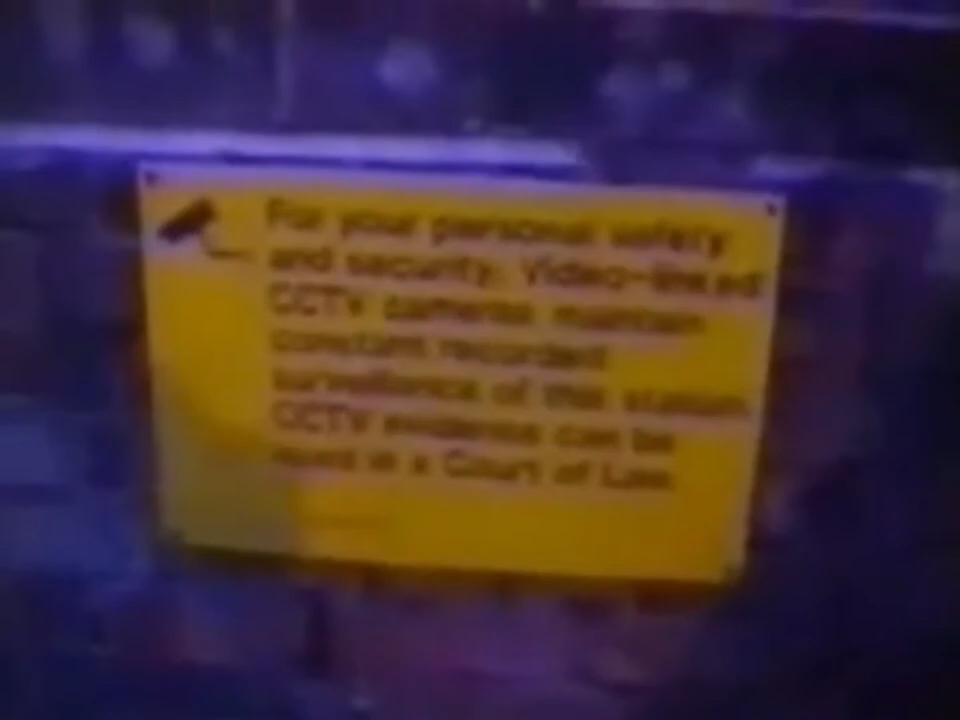 For your personal safety
and security. Video-linked
CCTV cameras maintain
constant recorded
surveillance of this station.
CCTV evidence can be
used in a Court of Law.